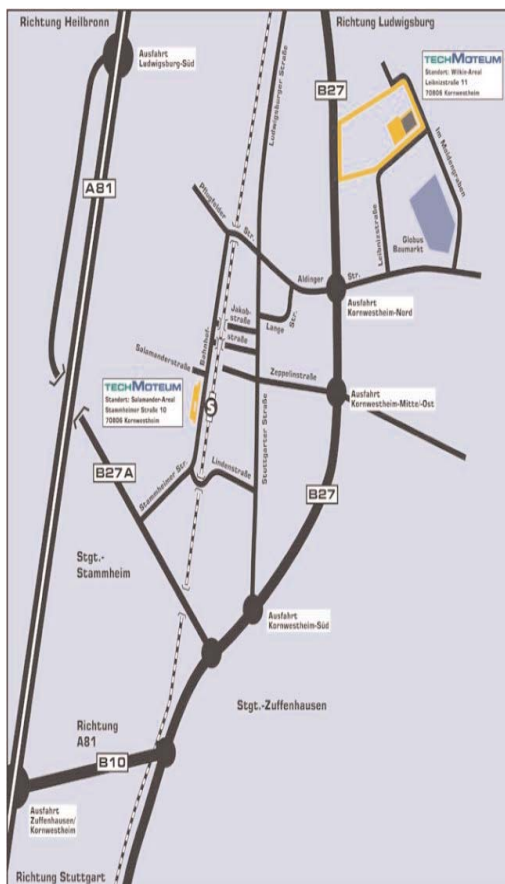 Richtung Heilbronn
Richtung Ludwigsburg
Ausfahrt
Ludwigsburg-Süd
TECHMOTEUM
Standort: Wilkin-Areal
Leibnizstraße 11
70806 Kornwestheim
B27
Ludwigsburger Straße
A81
Im Moldengraben
Pflugfelder Str.
Leibnizstraße
Globus
Baumarkt
Aldinger Str.
Ausfahrt
Kornwestheim-Nord
Jakob-
straße
Lange Str.
Bahnhof-
straße
Salamanderstraße
Zeppelinstraße
TECHMOTEUM
Standort: Salamander-Areal
Stammheimer Straße 10
70806 Kornwestheim
S
Ausfahrt
Kornwestheim-Mitte/-Ost
Stuttgarter Straße
B27A
Lindenstraße
Stammheimer Str.
B27
Stgt.-
Stammheim
Ausfahrt
Kornwestheim-Süd
Stgt.-Zuffenhausen
Richtung
A81
B10
Ausfahrt
Zuffenhausen/
Kornwestheim
Richtung Stuttgart